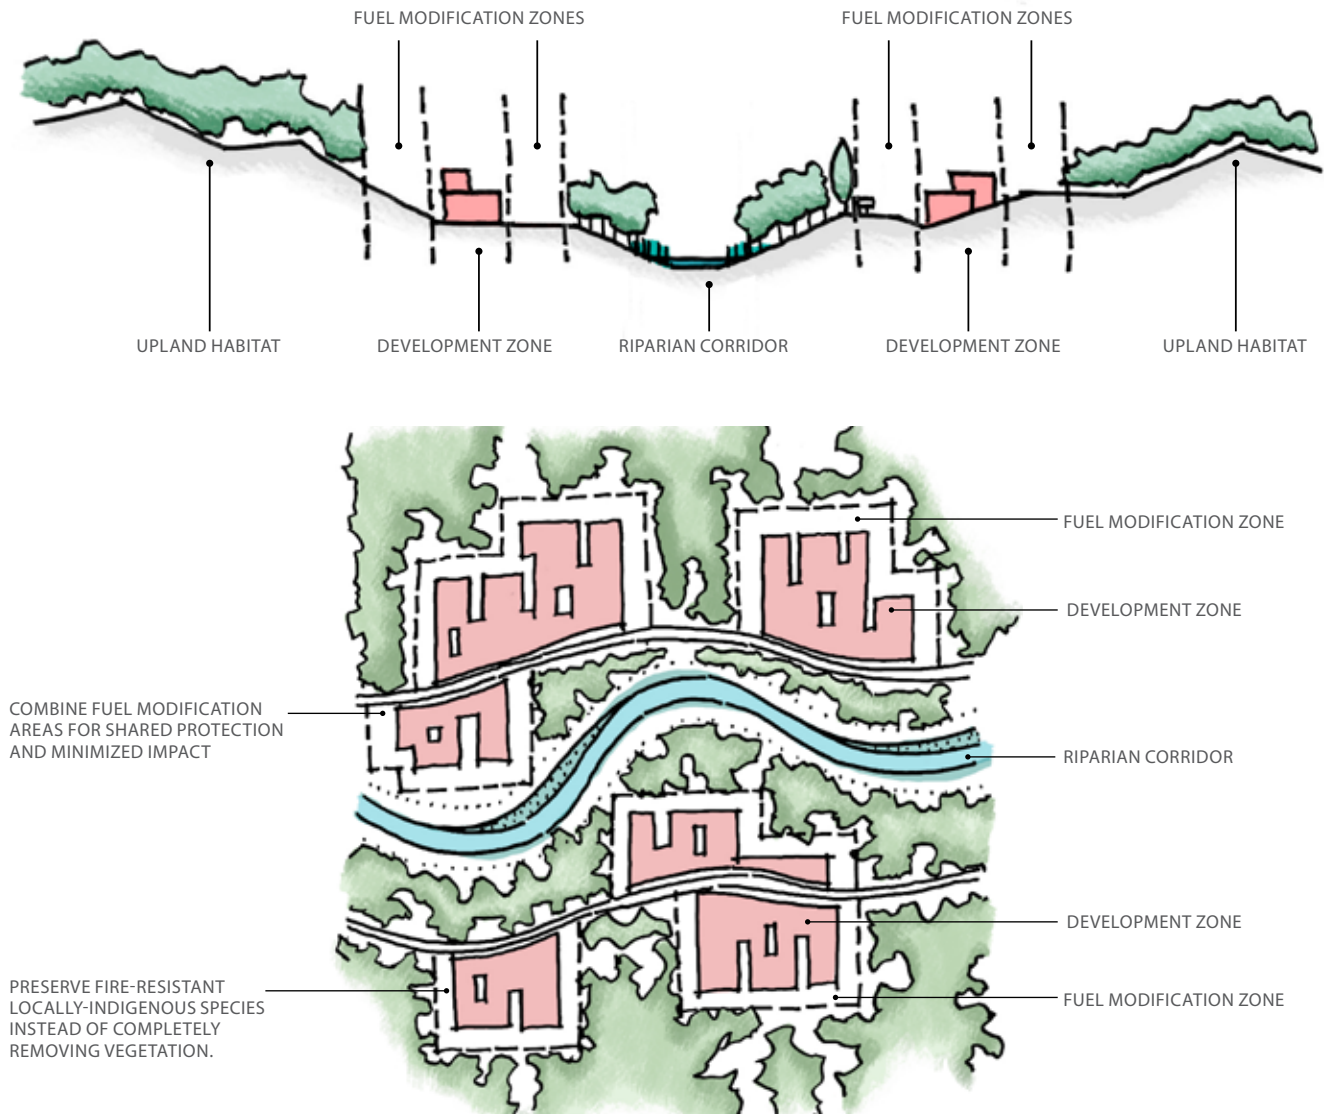 FUEL MODIFICATION ZONES
FUEL MODIFICATION ZONES
UPLAND HABITAT
DEVELOPMENT ZONE
RIPARIAN CORRIDOR
DEVELOPMENT ZONE
UPLAND HABITAT
FUEL MODIFICATION ZONE
DEVELOPMENT ZONE
COMBINE FUEL MODIFICATION
AREAS FOR SHARED PROTECTION
AND MINIMIZED IMPACT
RIPARIAN CORRIDOR
DEVELOPMENT ZONE
PRESERVE FIRE-RESISTANT
LOCALLY-INDIGENOUS SPECIES
INSTEAD OF COMPLETELY
REMOVING VEGETATION.
FUEL MODIFICATION ZONE